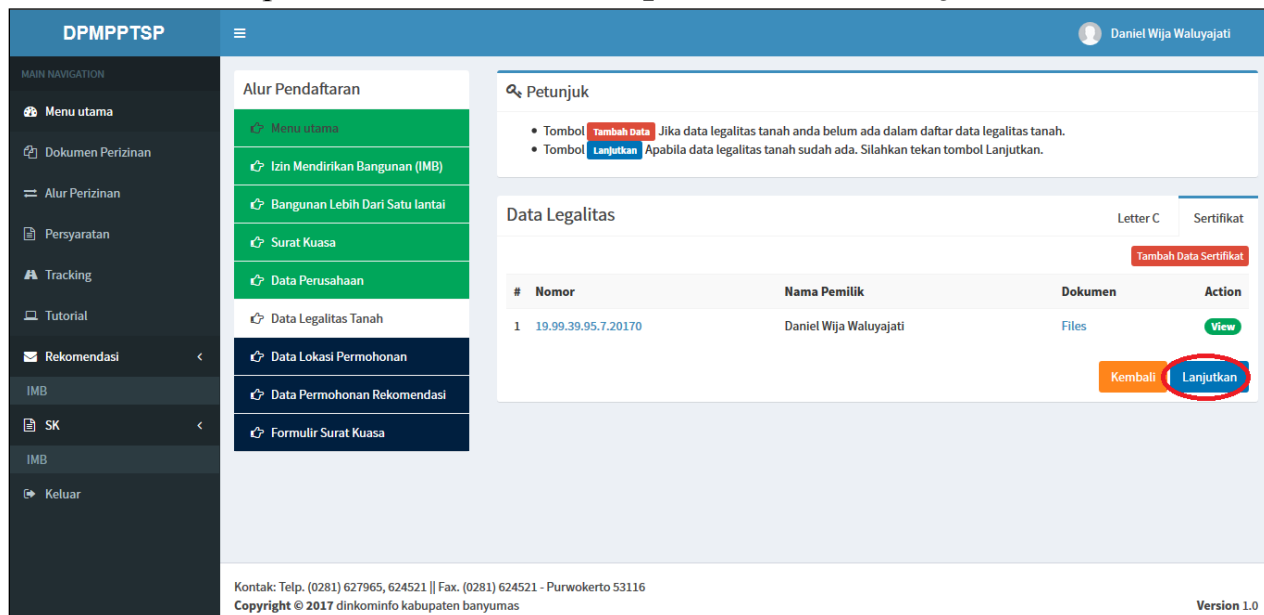 DPMPPTSP
Daniel Wija Waluyajati
MAIN NAVIGATION
Menu utama
Dokumen Perizinan
Alur Perizinan
Persyaratan
Tracking
Tutorial
Rekomendasi
IMB
SK
IMB
Keluar
Alur Pendaftaran
Menu utama
Izin Mendirikan Bangunan (IMB)
Bangunan Lebih Dari Satu lantai
Surat Kuasa
Data Perusahaan
Data Legalitas Tanah
Data Lokasi Permohonan
Data Permohonan Rekomendasi
Formulir Surat Kuasa
Petunjuk
Tombol Tambah Data Jika data legalitas tanah anda belum ada dalam daftar data legalitas tanah.
Tombol Lanjutkan Apabila data legalitas tanah sudah ada. Silahkan tekan tombol Lanjutkan.
Data Legalitas
Letter C Sertifikat
Tambah Data Sertifikat
# Nomor Nama Pemilik Dokumen Action
1 19.99.39.95.7.20170 Daniel Wija Waluyajati Files View
Kembali Lanjutkan
Kontak: Telp. (0281) 627965, 624521 || Fax. (0281) 624521 - Purwokerto 53116
Copyright © 2017 dinkominfo kabupaten banyumas Version 1.0